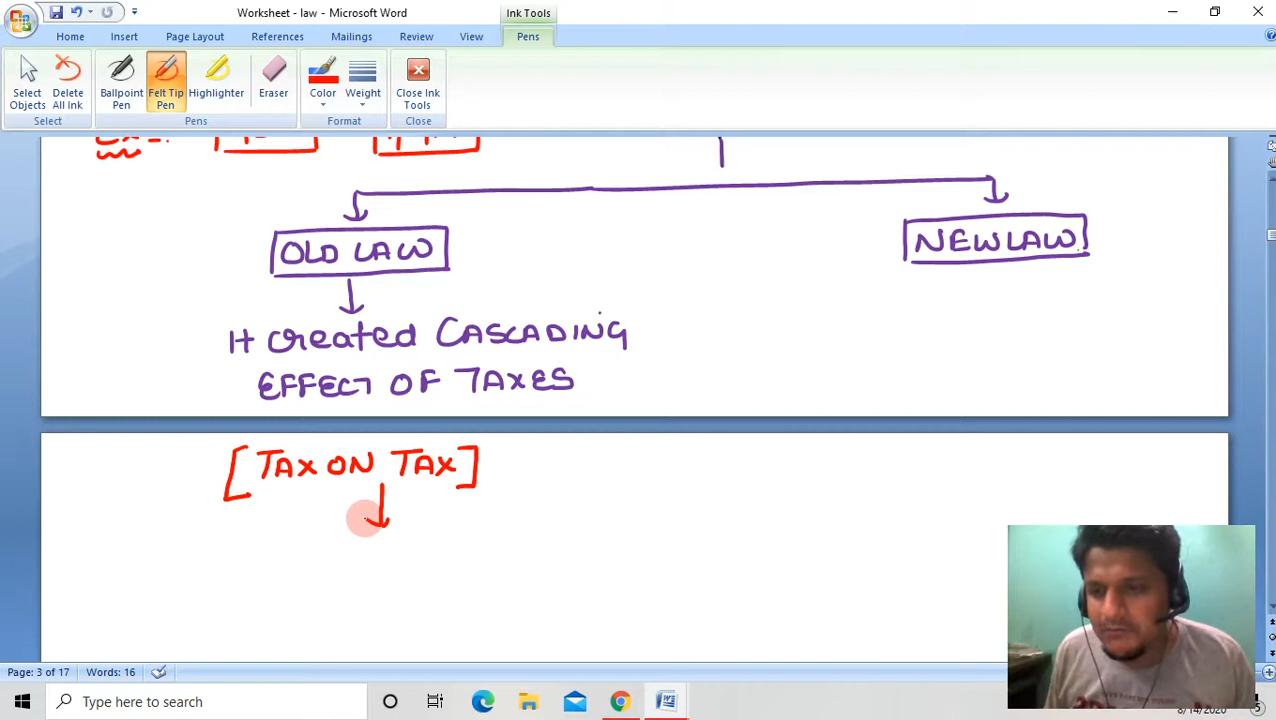 Worksheet - law - Microsoft Word
Ink Tools
Home Insert Page Layout References Mailings Review View Pens
Select Objects
Delete All Ink
Ballpoint Pen
Felt Tip Pen
Highlighter
Eraser
Color
Weight
Close Ink Tools
Select Pens Format Close
OLD LAW
NEW LAW
It created CASCADING
EFFECT OF TAXES
[TAX ON TAX]
Page: 3 of 17 Words: 16
Type here to search
8/14/2020